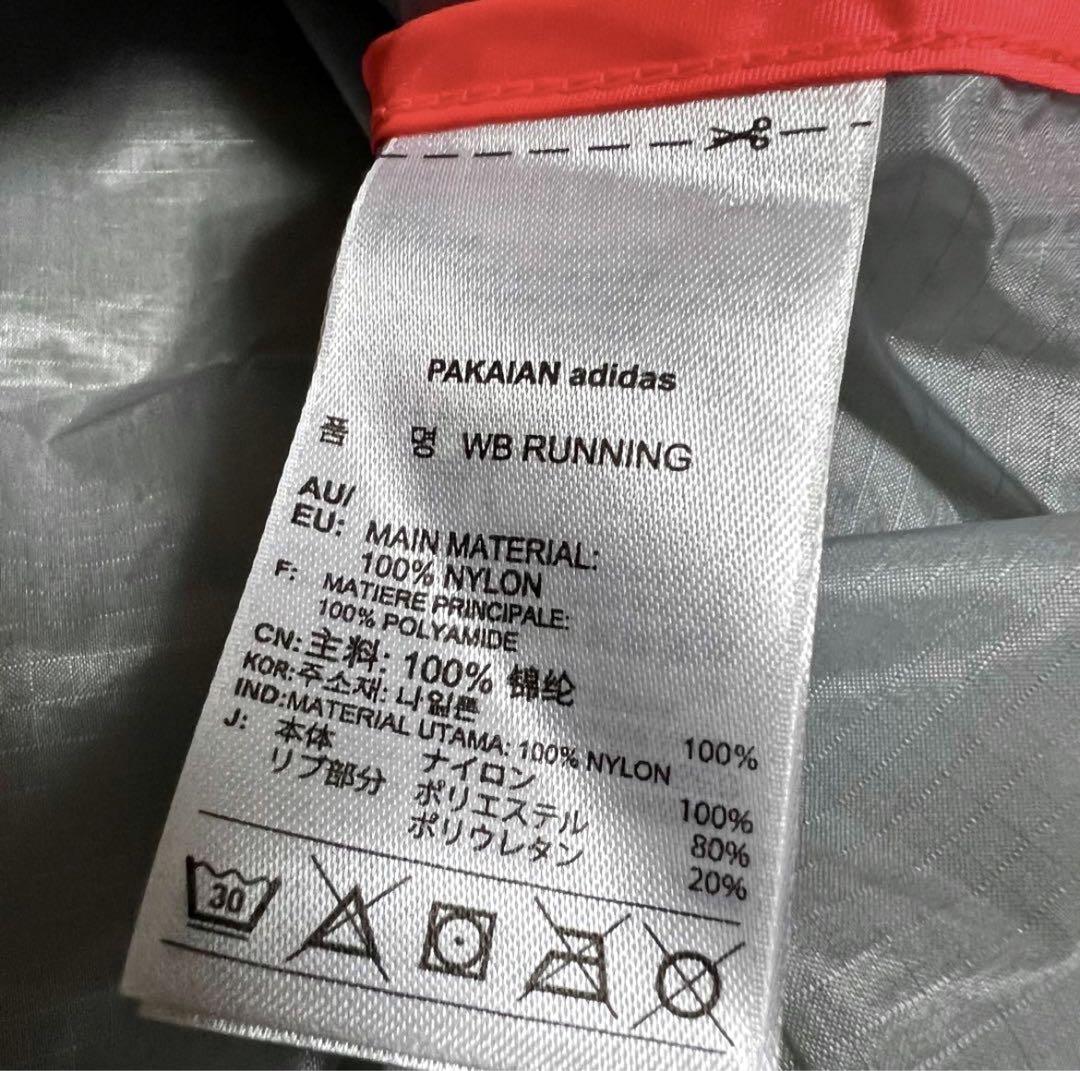 PAKAIAN adidas
품 명 WB RUNNING
AU/
EU: MAIN MATERIAL:
100% NYLON
F: MATIERE PRINCIPALE:
100% POLYAMIDE
CN: 主料: 100% 锦纶
KOR: 주소재: 나일론 100%
IND: MATERIAL UTAMA: 100% NYLON
J: 本体 ナイロン 100%
リブ部分 ポリエステル 80%
ポリウレタン 20%
30